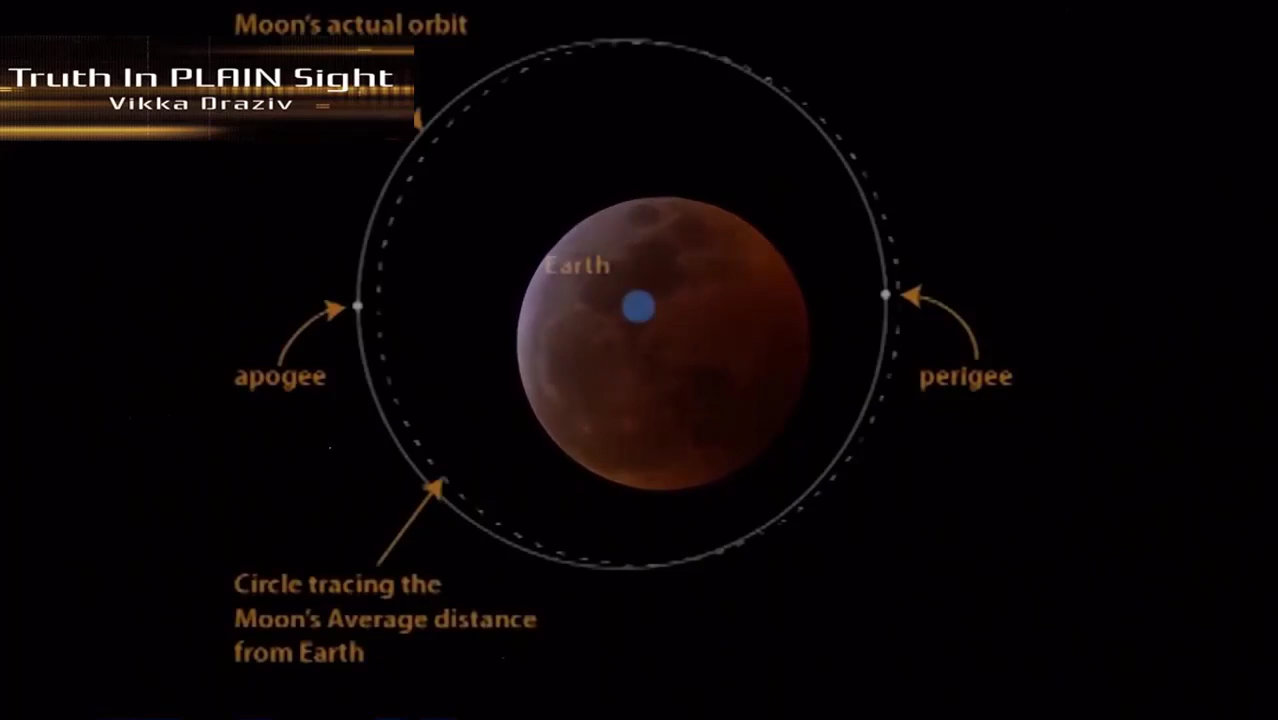 Moon's actual orbit
Truth In PLAIN Sight
Vikka Draziv
Earth
apogee
perigee
Circle tracing the
Moon's Average distance
from Earth